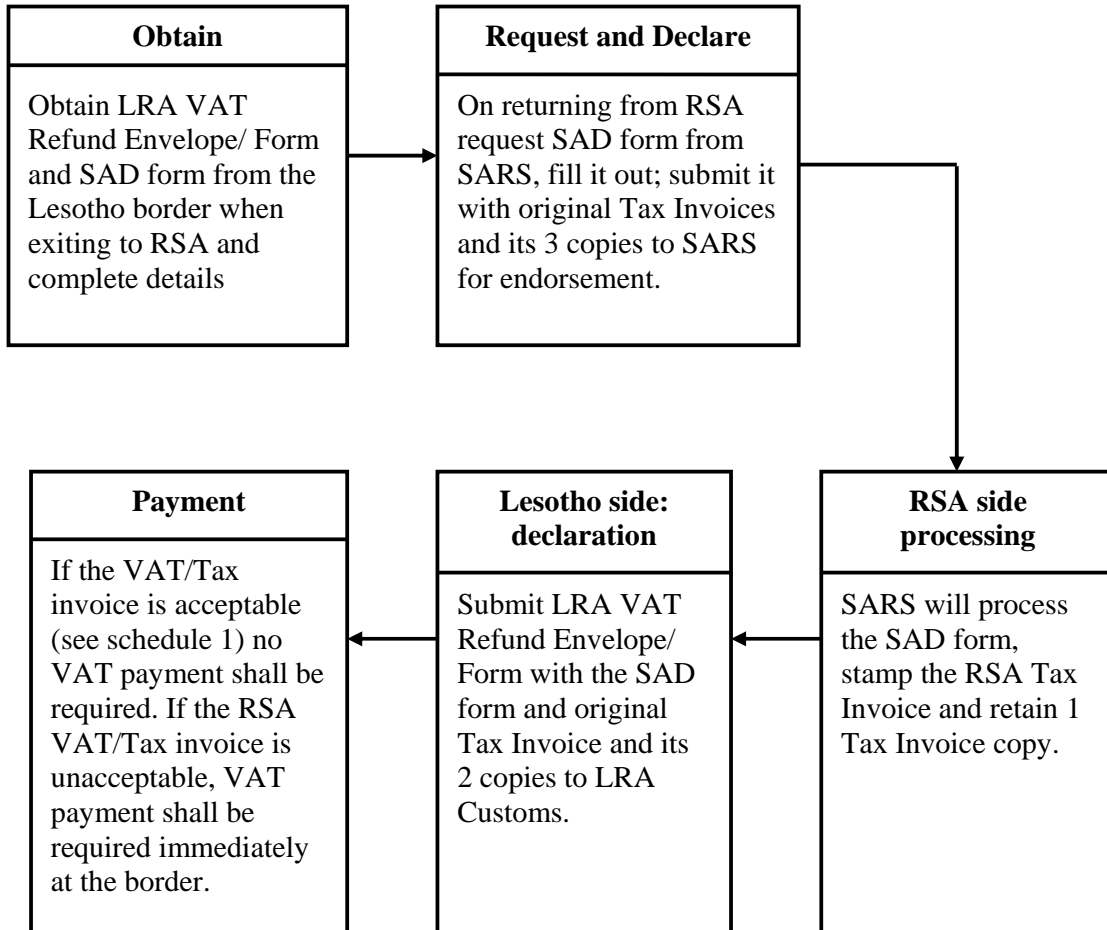 Obtain
Obtain LRA VAT
Refund Envelope/ Form
and SAD form from the
Lesotho border when
exiting to RSA and
complete details
Request and Declare
On returning from RSA
request SAD form from
SARS, fill it out; submit it
with original Tax Invoices
and its 3 copies to SARS
for endorsement.
RSA side
processing
SARS will process
the SAD form,
stamp the RSA Tax
Invoice and retain 1
Tax Invoice copy.
Lesotho side:
declaration
Submit LRA VAT
Refund Envelope/
Form with the SAD
form and original
Tax Invoice and its
2 copies to LRA
Customs.
Payment
If the VAT/Tax
invoice is acceptable
(see schedule 1) no
VAT payment shall be
required. If the RSA
VAT/Tax invoice is
unacceptable, VAT
payment shall be
required immediately
at the border.